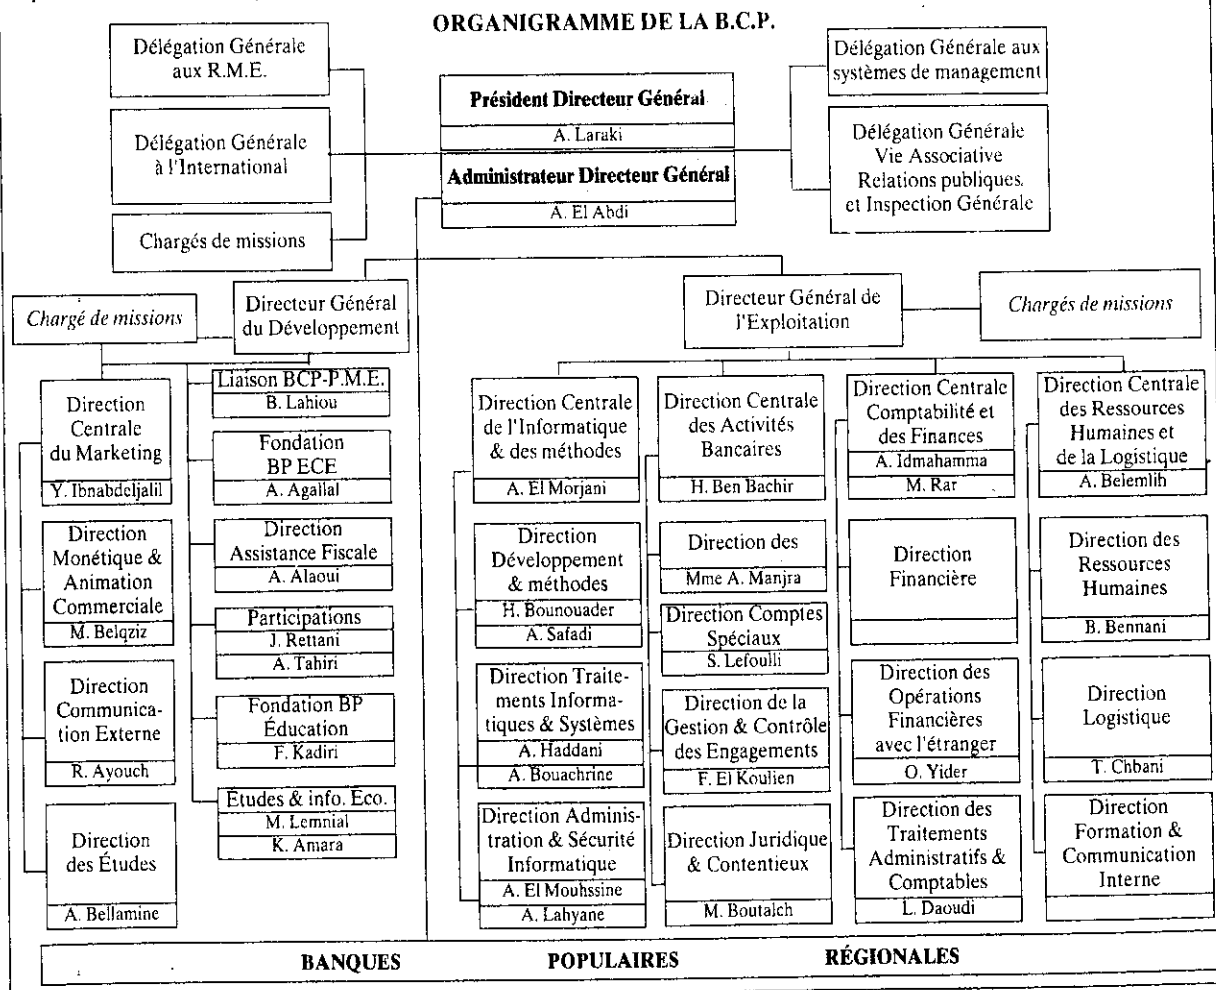 ORGANIGRAMME DE LA B.C.P.
Délégation Générale
aux R.M.E.
Délégation Générale
à l'International
Chargés de missions
Président Directeur Général
A. Laraki
Administrateur Directeur Général
A. El Abdi
Délégation Générale aux
systèmes de management
Délégation Générale
Vie Associative
Relations publiques,
et Inspection Générale
Chargé de missions
Directeur Général
du Développement
Directeur Général de
l'Exploitation
Chargés de missions
Direction
Centrale
du Marketing
Y. Ibnabdeljalil
Direction
Monétique &
Animation
Commerciale
M. Belqziz
Direction
Communica-
tion Externe
R. Ayouch
Direction
des Études
A. Bellamine
Liaison BCP-P.M.E.
B. Lahiou
Fondation
BP ECE
A. Agallal
Direction
Assistance Fiscale
A. Alaoui
Participations
J. Rettani
A. Tahiri
Fondation BP
Éducation
F. Kadiri
Études & info. Éco.
M. Lemnial
K. Amara
Direction Centrale
de l'Informatique
& des méthodes
A. El Morjani
Direction
Développement
& méthodes
H. Bounouader
A. Safadi
Direction Traite-
ments Informa-
tiques & Systèmes
A. Haddani
A. Bouachrine
Direction Adminis-
tration & Sécurité
Informatique
A. El Mouhssine
A. Lahyane
Direction Centrale
des Activités
Bancaires
H. Ben Bachir
Direction des
Mme A. Manjra
Direction Comptes
Spéciaux
S. Lefoulli
Direction de la
Gestion & Contrôle
des Engagements
F. El Koulien
Direction Juridique
& Contentieux
M. Boutalch
Direction Centrale
Comptabilité et
des Finances
A. Idmahamma
M. Rar
Direction
Financière
Direction des
Opérations
Financières
avec l'étranger
O. Yider
Direction des
Traitements
Administratifs &
Comptables
L. Daoudi
Direction Centrale
des Ressources
Humaines et
de la Logistique
A. Belemlih
Direction des
Ressources
Humaines
B. Bennani
Direction
Logistique
T. Chbani
Direction
Formation &
Communication
Interne
BANQUES POPULAIRES RÉGIONALES